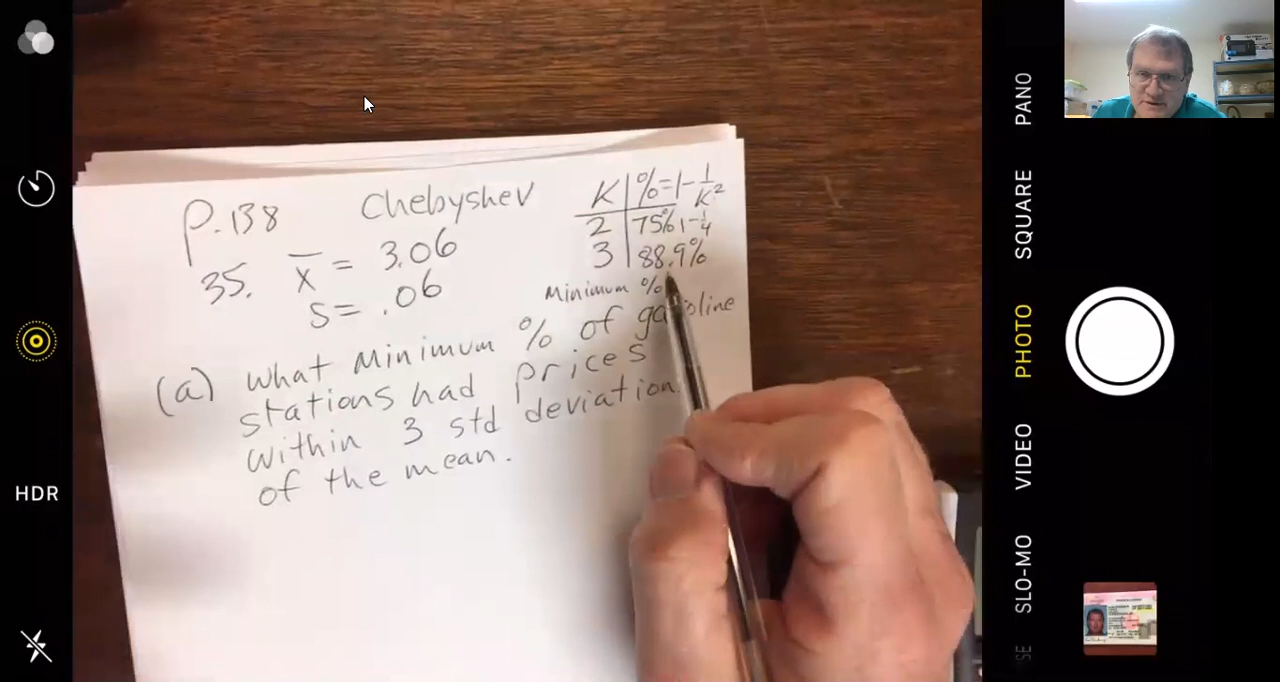 P.138 Chebyshev
K %=1-1/K²
2 75% 1-1/4
3 88.9%
35. x̄ = 3.06
S= .06
Minimum %
(a) What Minimum % of gasoline
stations had prices
within 3 std deviation
of the mean.
HDR
PANO
SQUARE
PHOTO
VIDEO
SLO-MO
SE